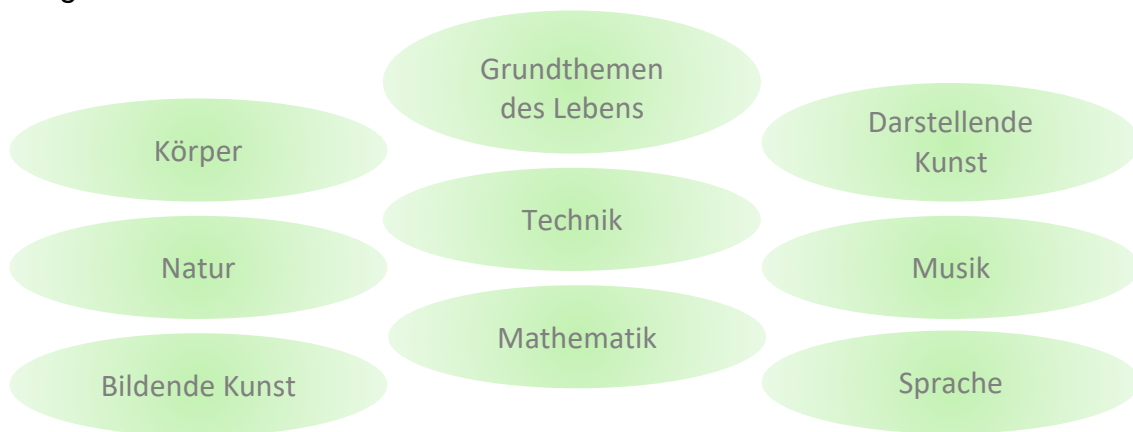 Grundthemen
des Lebens
Körper
Darstellende
Kunst
Technik
Natur
Musik
Mathematik
Bildende Kunst
Sprache